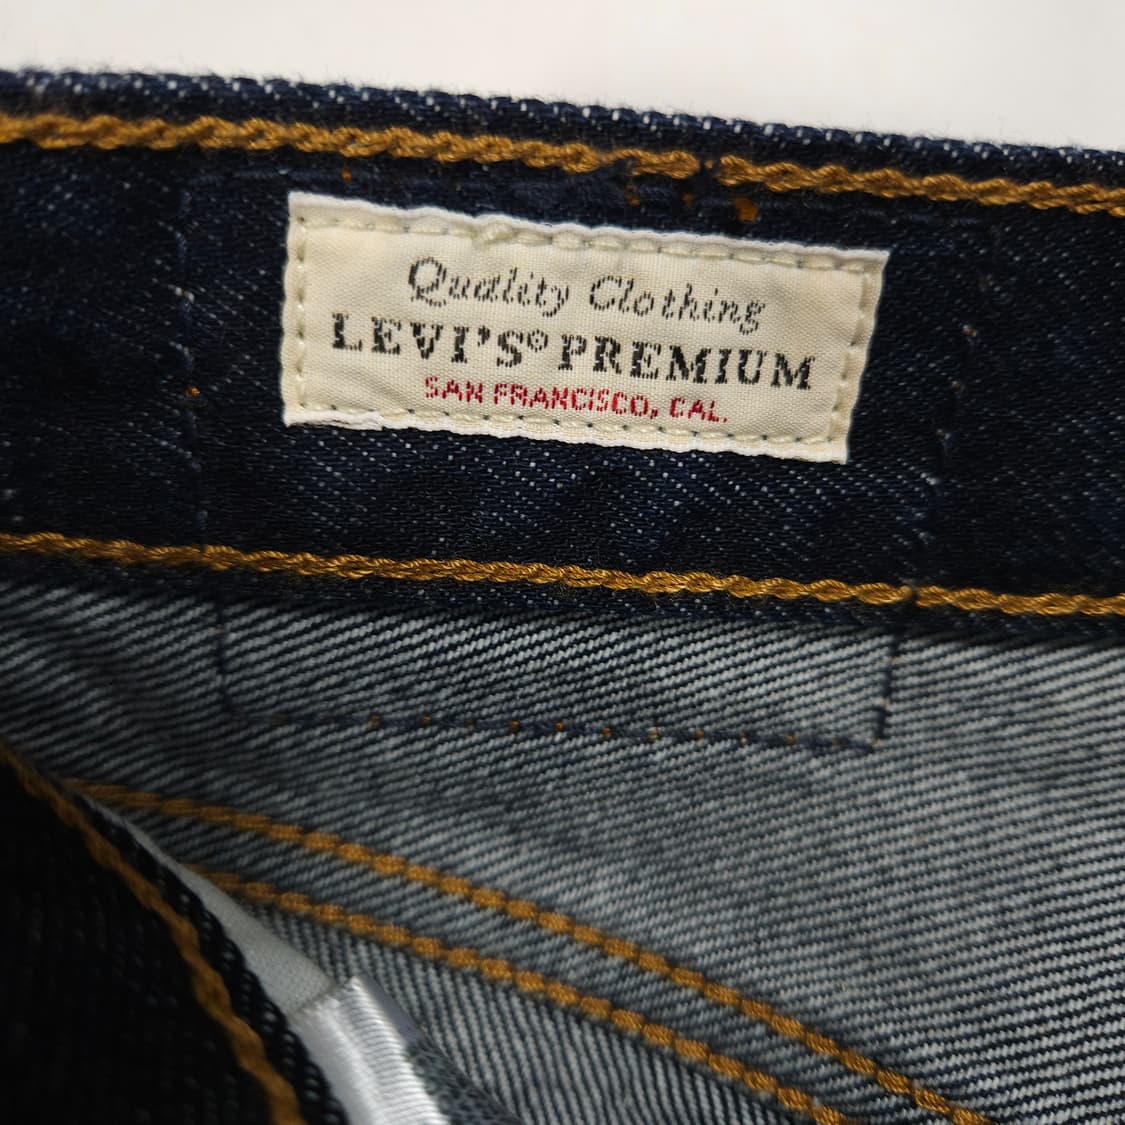 Quality Clothing
LEVI'S® PREMIUM
SAN FRANCISCO, CAL.